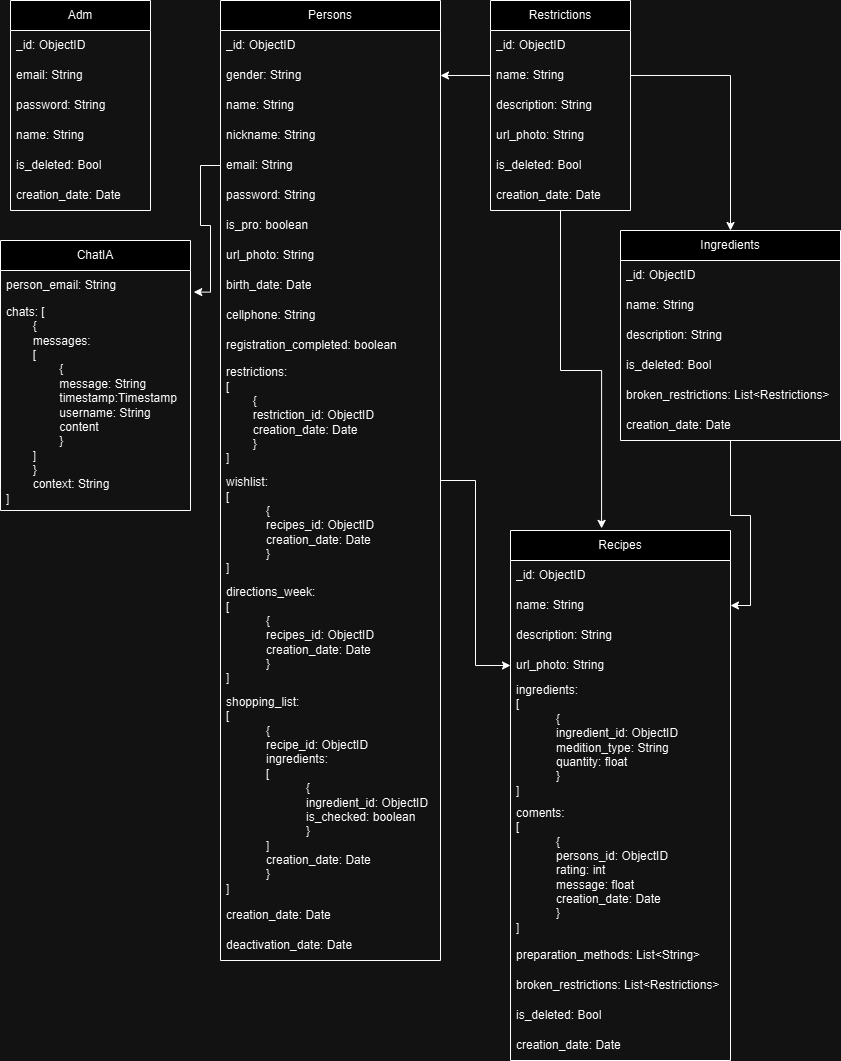 Adm
_id: ObjectID
email: String
password: String
name: String
is_deleted: Bool
creation_date: Date
ChatIA
person_email: String
chats: [
{
messages:
[
{
message: String
timestamp:Timestamp
username: String
content
}
]
}
context: String
]
Persons
_id: ObjectID
gender: String
name: String
nickname: String
email: String
password: String
is_pro: boolean
url_photo: String
birth_date: Date
cellphone: String
registration_completed: boolean
restrictions:
[
{
restriction_id: ObjectID
creation_date: Date
}
]
wishlist:
[
{
recipes_id: ObjectID
creation_date: Date
}
]
directions_week:
[
{
recipes_id: ObjectID
creation_date: Date
}
]
shopping_list:
[
{
recipe_id: ObjectID
ingredients:
[
{
ingredient_id: ObjectID
is_checked: boolean
}
]
creation_date: Date
}
]
creation_date: Date
deactivation_date: Date
Restrictions
_id: ObjectID
name: String
description: String
url_photo: String
is_deleted: Bool
creation_date: Date
Ingredients
_id: ObjectID
name: String
description: String
is_deleted: Bool
broken_restrictions: List<Restrictions>
creation_date: Date
Recipes
_id: ObjectID
name: String
description: String
url_photo: String
ingredients:
[
{
ingredient_id: ObjectID
medition_type: String
quantity: float
}
]
coments:
[
{
persons_id: ObjectID
rating: int
message: float
creation_date: Date
}
]
preparation_methods: List<String>
broken_restrictions: List<Restrictions>
is_deleted: Bool
creation_date: Date